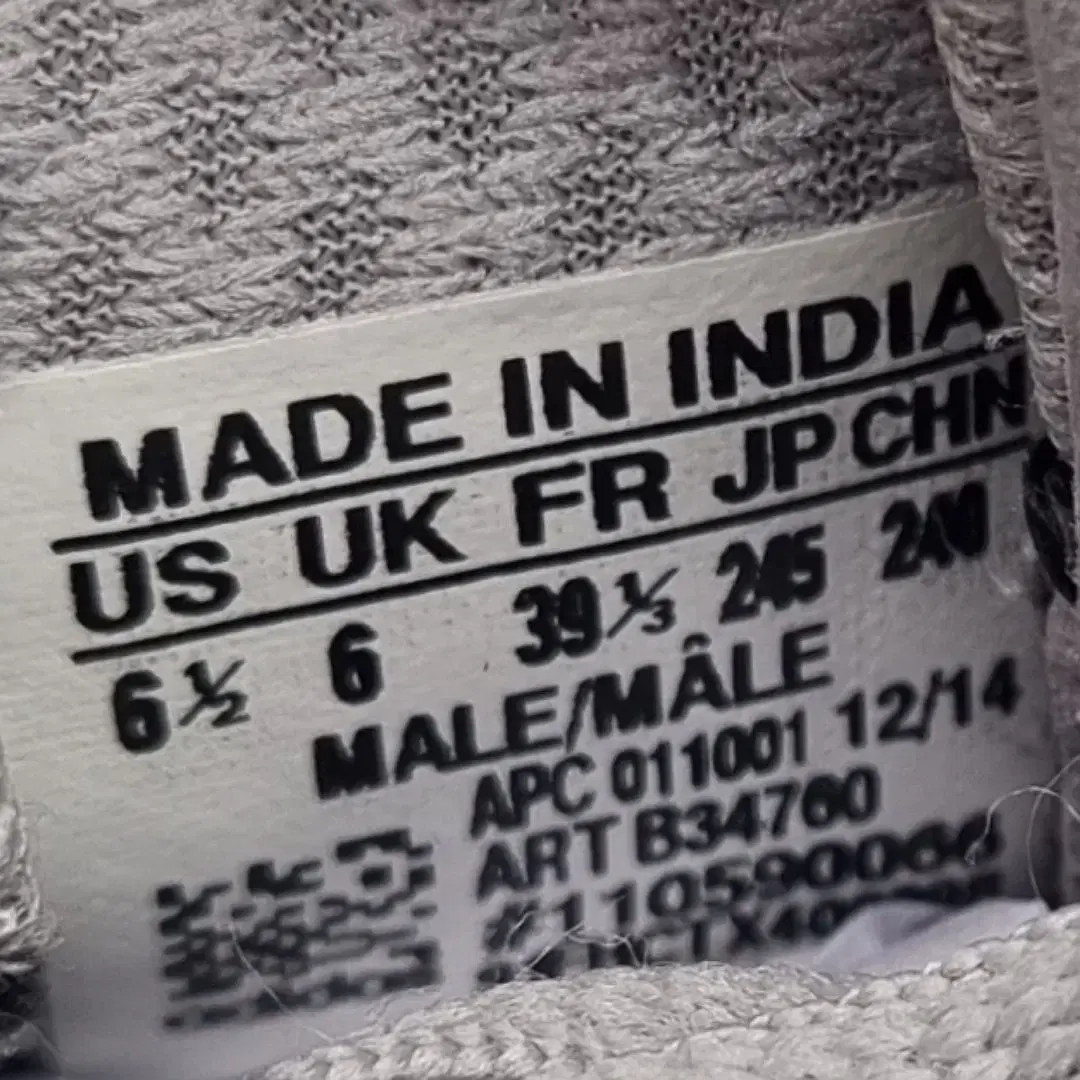 MADE IN INDIA
US UK FR JP CHN
6½ 6 39⅓ 245 240
MALE/MÂLE
APC 011001 12/14
ART B34760
#110590066